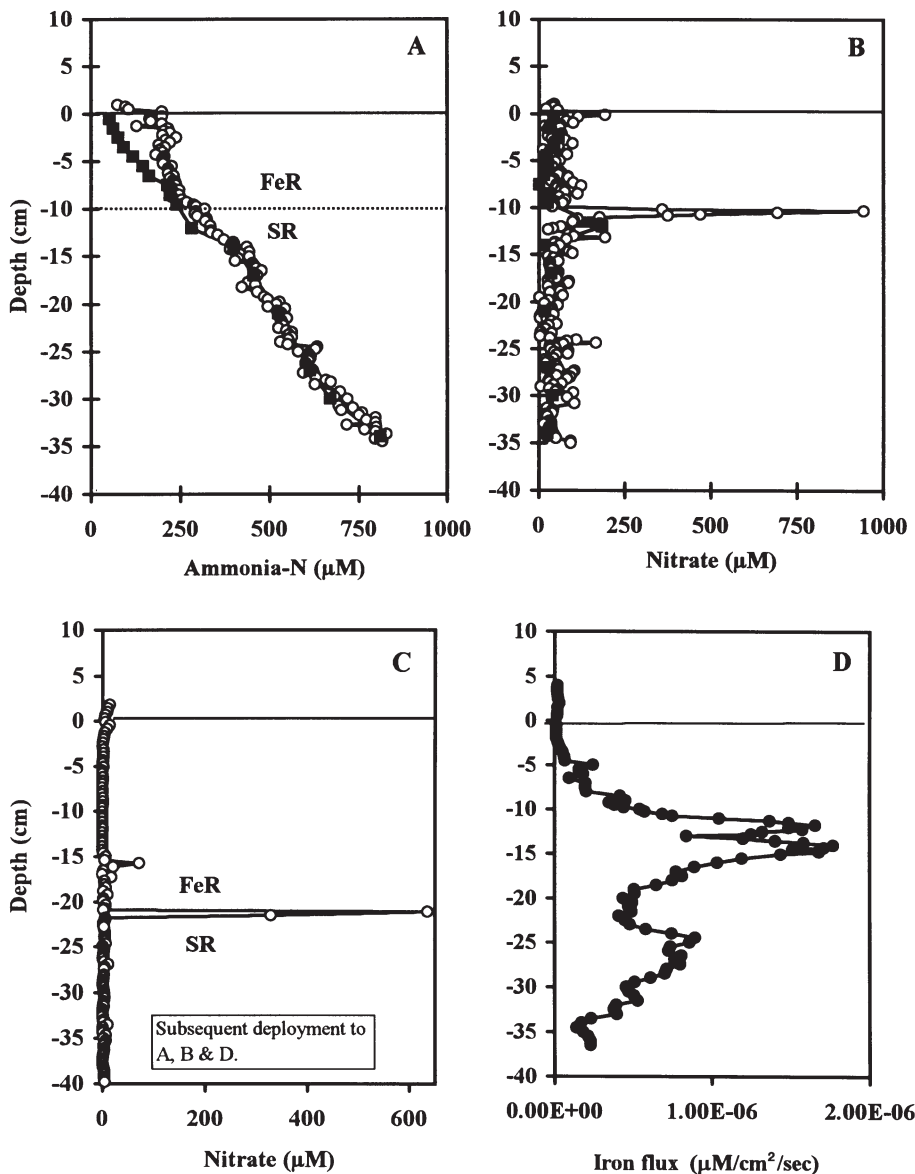 A
10
5
0
-5
-10
-15
-20
-25
-30
-35
-40
Depth (cm)
FeR
SR
0 250 500 750 1000
Ammonia-N (µM)
B
10
5
0
-5
-10
-15
-20
-25
-30
-35
-40
0 250 500 750 1000
Nitrate (µM)
C
10
5
0
-5
-10
-15
-20
-25
-30
-35
-40
Depth (cm)
FeR
SR
Subsequent deployment to
A, B & D.
0 200 400 600
Nitrate (µM)
D
10
5
0
-5
-10
-15
-20
-25
-30
-35
-40
0.00E+00 1.00E-06 2.00E-06
Iron flux (µM/cm²/sec)